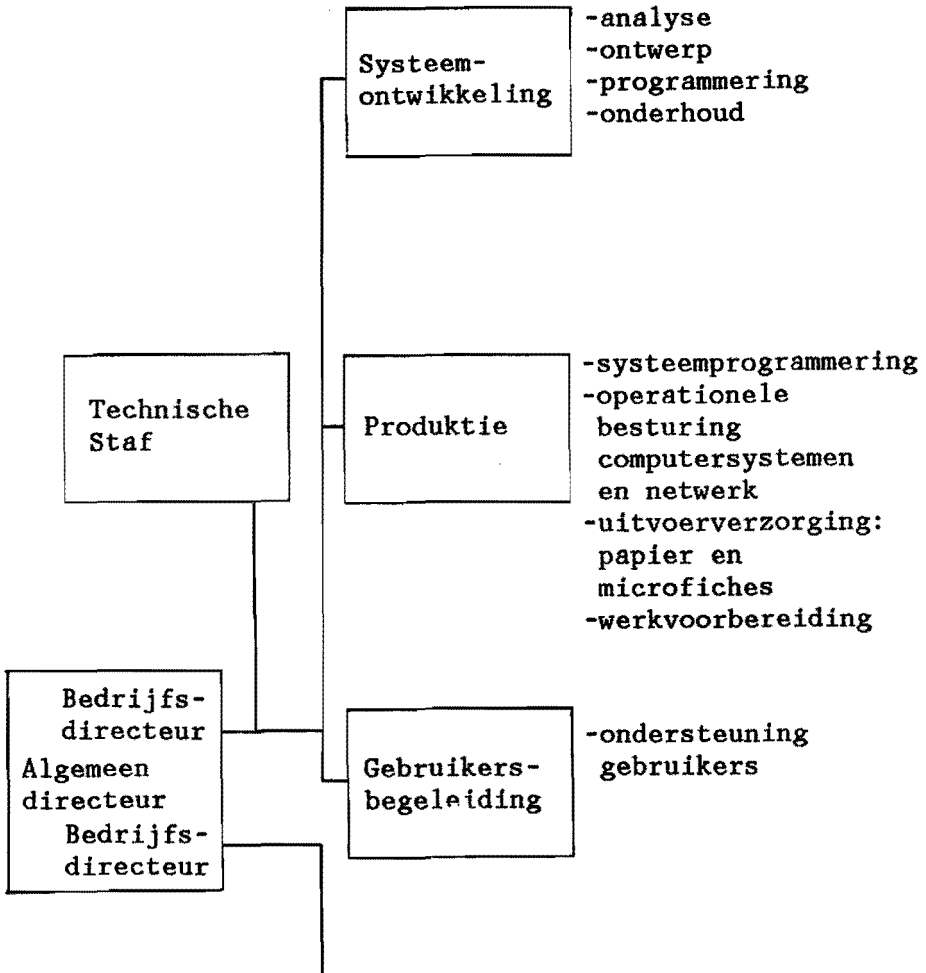 Systeem-
ontwikkeling
-analyse
-ontwerp
-programmering
-onderhoud
Technische
Staf
Produktie
-systeemprogrammering
-operationele
besturing
computersystemen
en netwerk
-uitvoerverzorging:
papier en
microfiches
-werkvoorbereiding
Bedrijfs-
directeur
Algemeen
directeur
Bedrijfs-
directeur
Gebruikers-
begeleiding
-ondersteuning
gebruikers